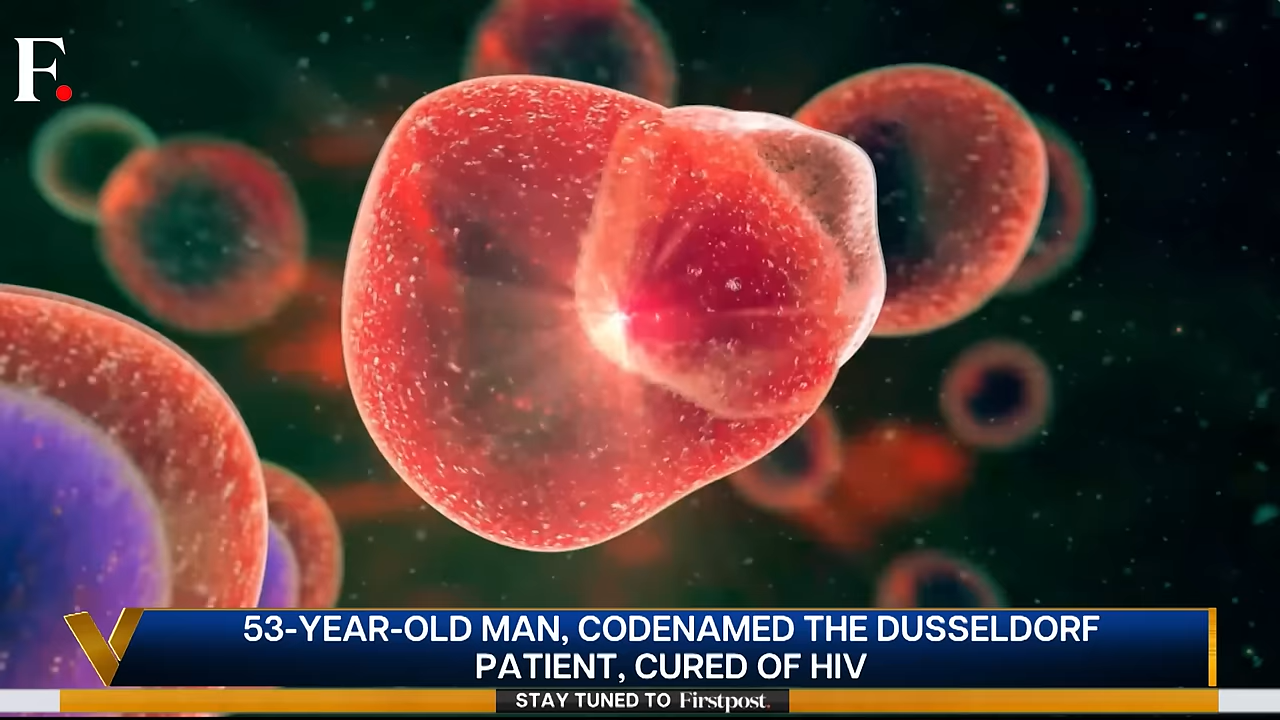 F.
53-YEAR-OLD MAN, CODENAMED THE DUSSELDORF
PATIENT, CURED OF HIV
STAY TUNED TO Firstpost.